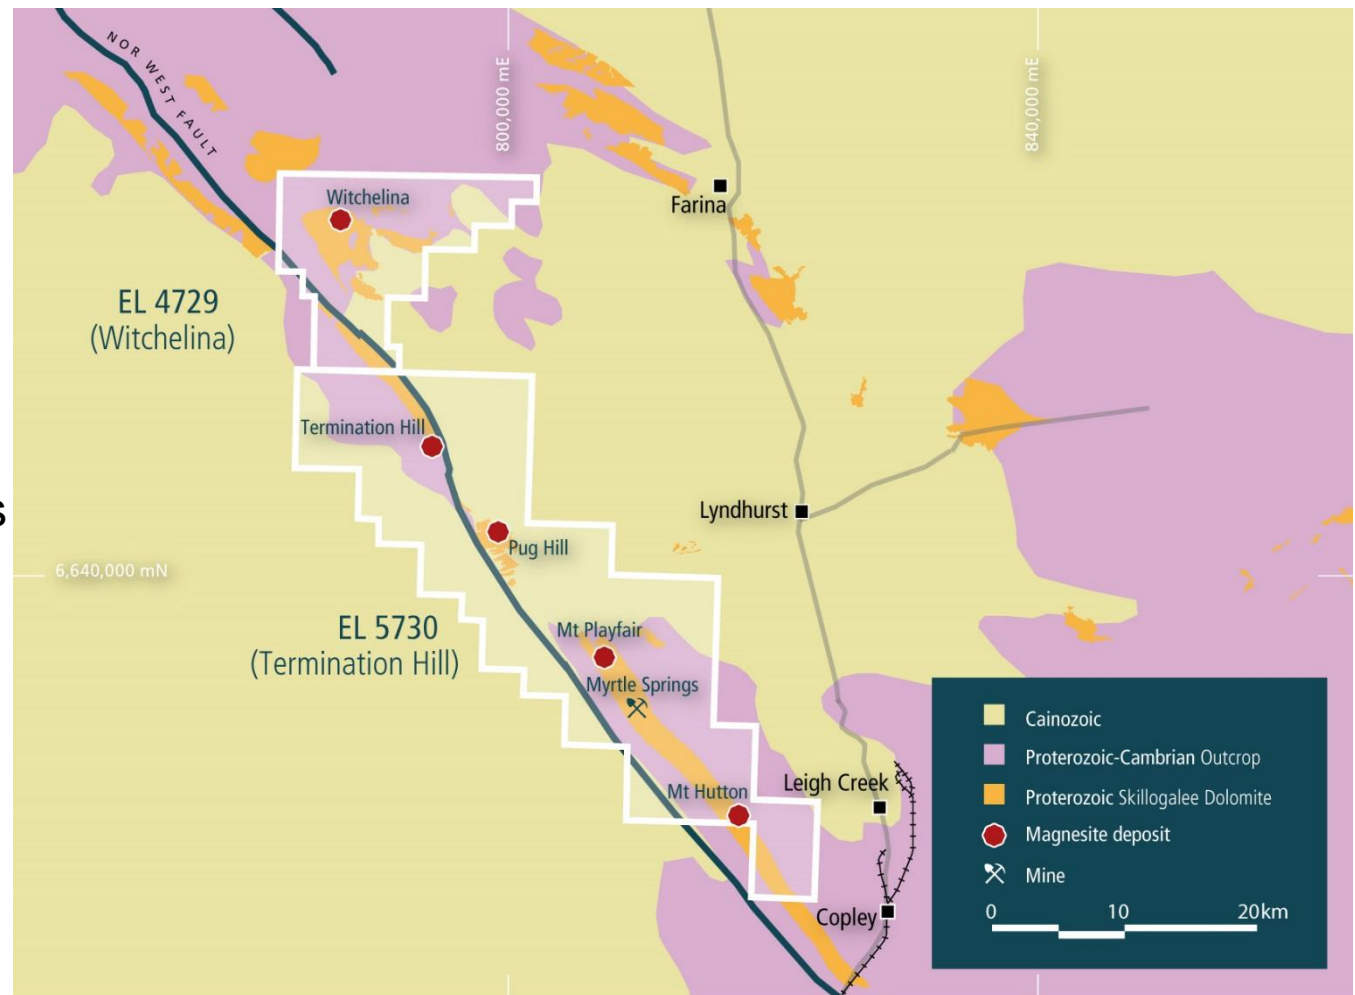 NOR WEST FAULT
800,000 mE
840,000 mE
Witchelina
Farina
EL 4729
(Witchelina)
Termination Hill
s
Lyndhurst
Pug Hill
6,640,000 mN
EL 5730
(Termination Hill)
Mt Playfair
Myrtle Springs
Mt Hutton
Leigh Creek
Copley
Cainozoic
Proterozoic-Cambrian Outcrop
Proterozoic Skillogalee Dolomite
Magnesite deposit
Mine
0 10 20km